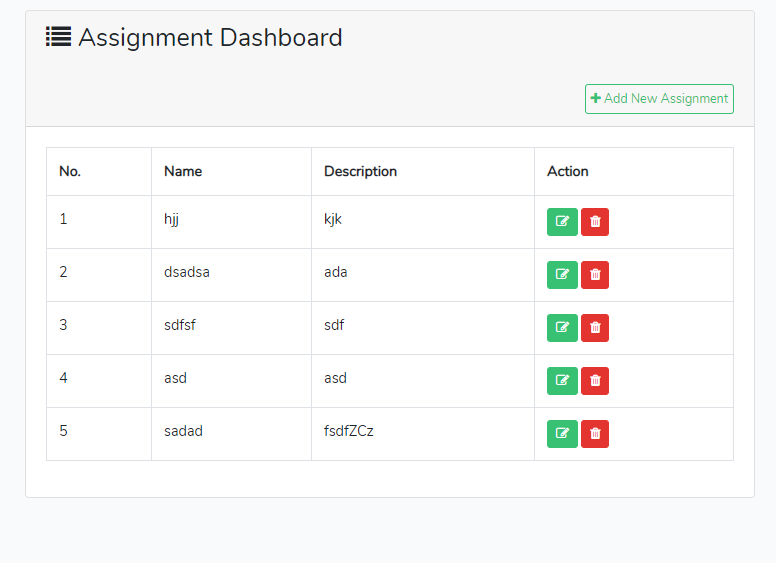 Assignment Dashboard
Add New Assignment
No. Name Description Action
1 hjj kjk
2 dsadsa ada
3 sdfsf sdf
4 asd asd
5 sadad fsdfZCz